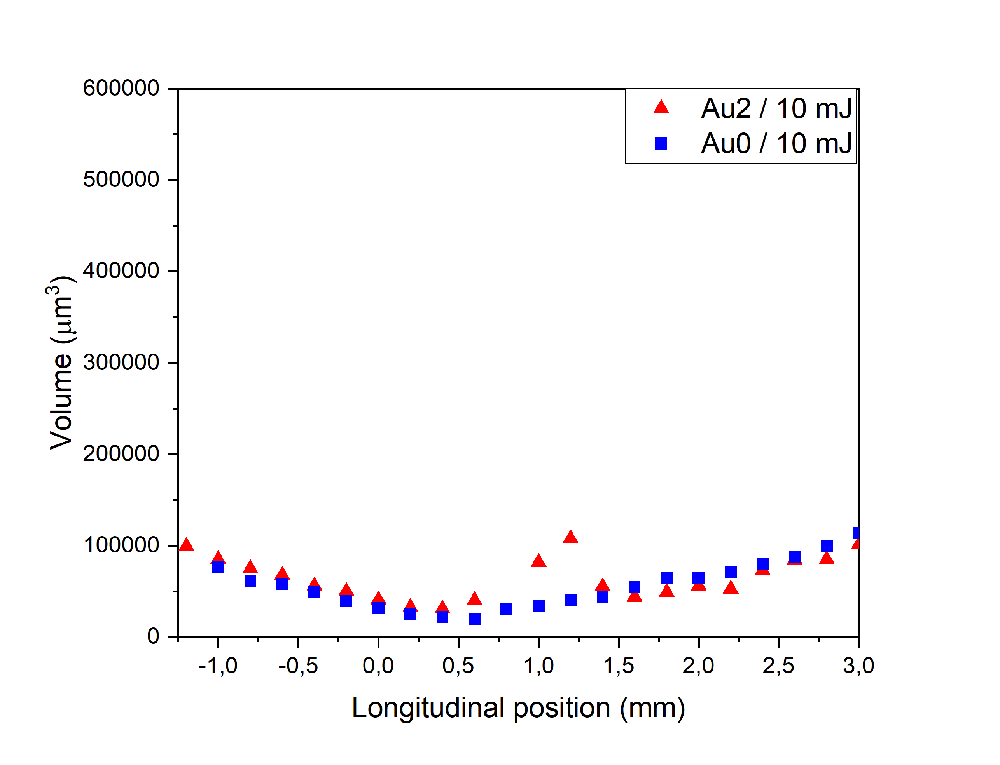 600000
500000
400000
300000
200000
100000
0
Volume (μm³)
Au2 / 10 mJ
Au0 / 10 mJ
-1,0 -0,5 0,0 0,5 1,0 1,5 2,0 2,5 3,0
Longitudinal position (mm)